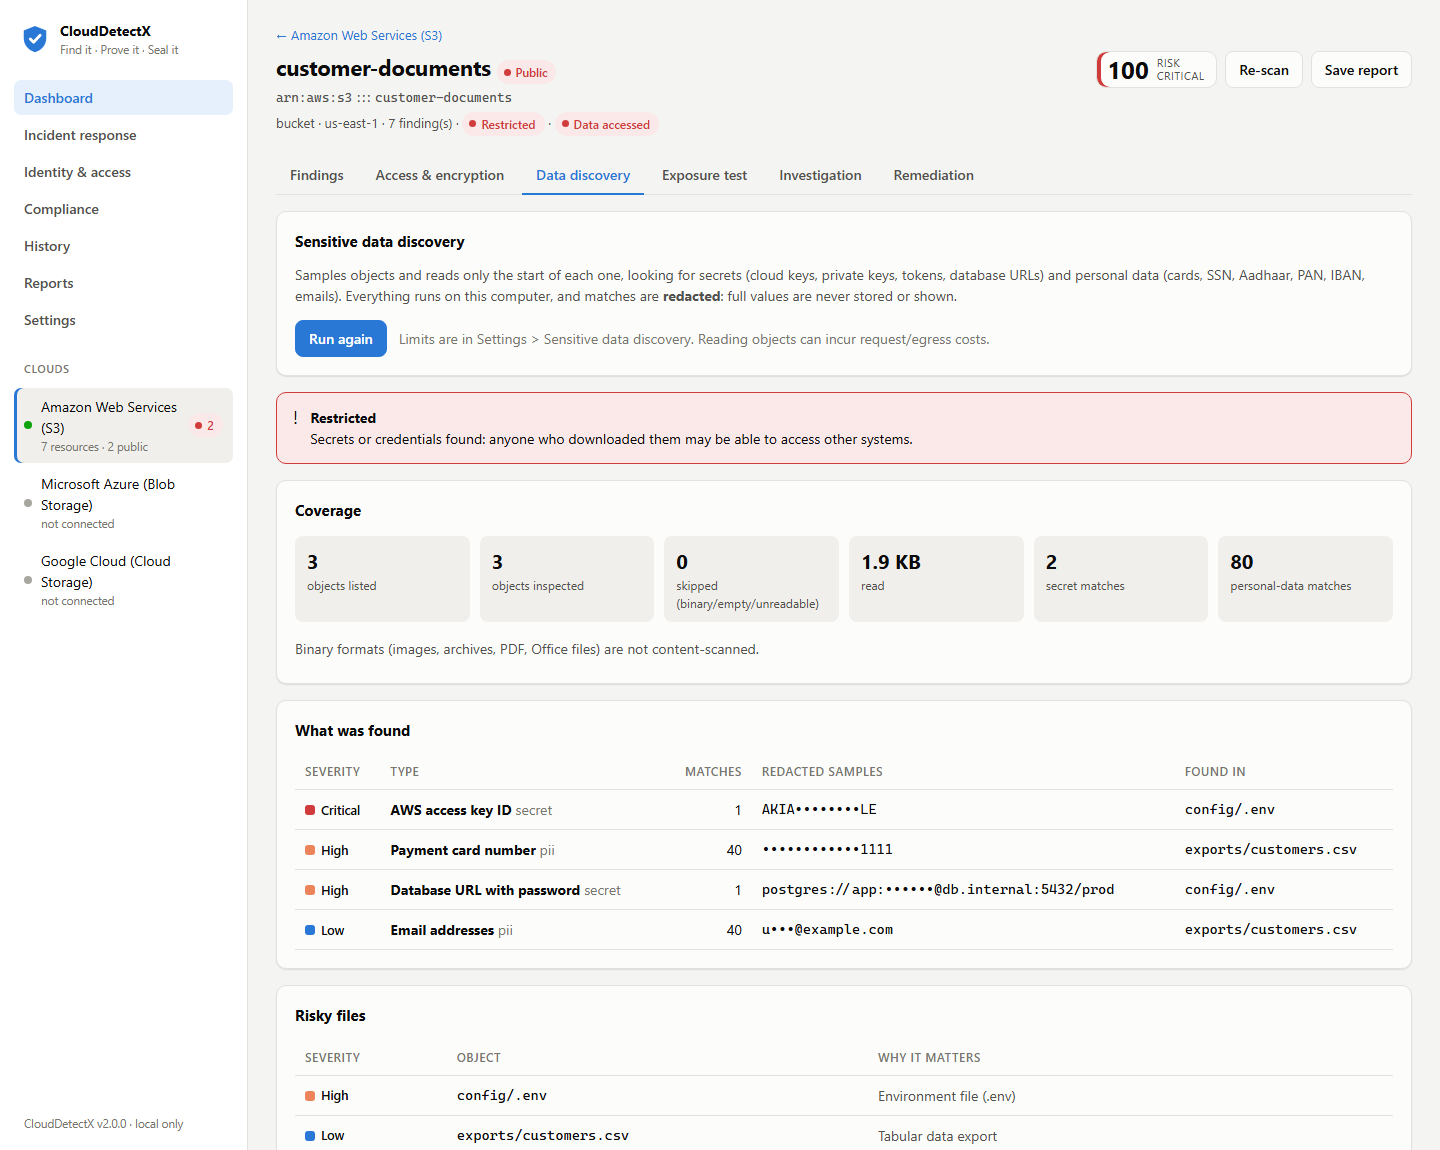 CloudDetectX
Find it · Prove it · Seal it
Dashboard
Incident response
Identity & access
Compliance
History
Reports
Settings
CLOUDS
Amazon Web Services
(S3)
7 resources · 2 public
2
Microsoft Azure (Blob
Storage)
not connected
Google Cloud (Cloud
Storage)
not connected
CloudDetectX v2.0.0 · local only
← Amazon Web Services (S3)
customer-documents Public
arn:aws:s3:::customer-documents
bucket · us-east-1 · 7 finding(s) · Restricted · Data accessed
100 RISK CRITICAL
Re-scan
Save report
Findings Access & encryption Data discovery Exposure test Investigation Remediation
Sensitive data discovery
Samples objects and reads only the start of each one, looking for secrets (cloud keys, private keys, tokens, database URLs) and personal data (cards, SSN, Aadhaar, PAN, IBAN,
emails). Everything runs on this computer, and matches are redacted: full values are never stored or shown.
Run again Limits are in Settings > Sensitive data discovery. Reading objects can incur request/egress costs.
! Restricted
Secrets or credentials found: anyone who downloaded them may be able to access other systems.
Coverage
3
objects listed
3
objects inspected
0
skipped
(binary/empty/unreadable)
1.9 KB
read
2
secret matches
80
personal-data matches
Binary formats (images, archives, PDF, Office files) are not content-scanned.
What was found
SEVERITY TYPE MATCHES REDACTED SAMPLES FOUND IN
Critical AWS access key ID secret 1 AKIA••••••••LE config/.env
High Payment card number pii 40 ••••••••••••1111 exports/customers.csv
High Database URL with password secret 1 postgres://app:••••••@db.internal:5432/prod config/.env
Low Email addresses pii 40 u•••@example.com exports/customers.csv
Risky files
SEVERITY OBJECT WHY IT MATTERS
High config/.env Environment file (.env)
Low exports/customers.csv Tabular data export